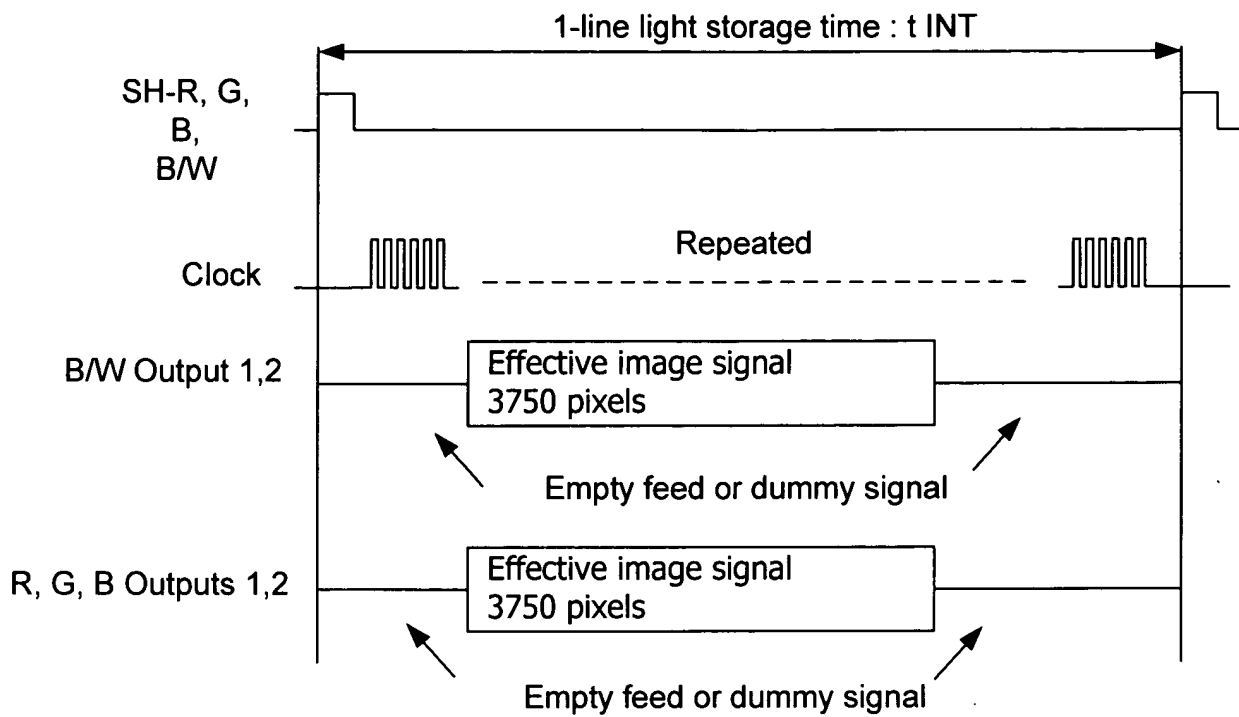 1-line light storage time : t INT
SH-R, G,
B,
B/W
Clock
Repeated
B/W Output 1,2
Effective image signal
3750 pixels
Empty feed or dummy signal
R, G, B Outputs 1,2
Effective image signal
3750 pixels
Empty feed or dummy signal